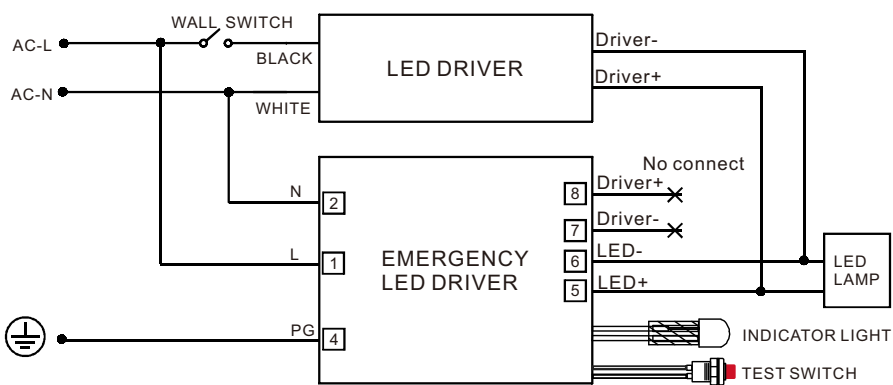 WALL SWITCH
AC-L
BLACK
LED DRIVER
Driver-
Driver+
AC-N
WHITE
No connect
N
2
8
Driver+
7
Driver-
L
1
EMERGENCY
LED DRIVER
6
LED-
5
LED+
LED
LAMP
PG
4
INDICATOR LIGHT
TEST SWITCH